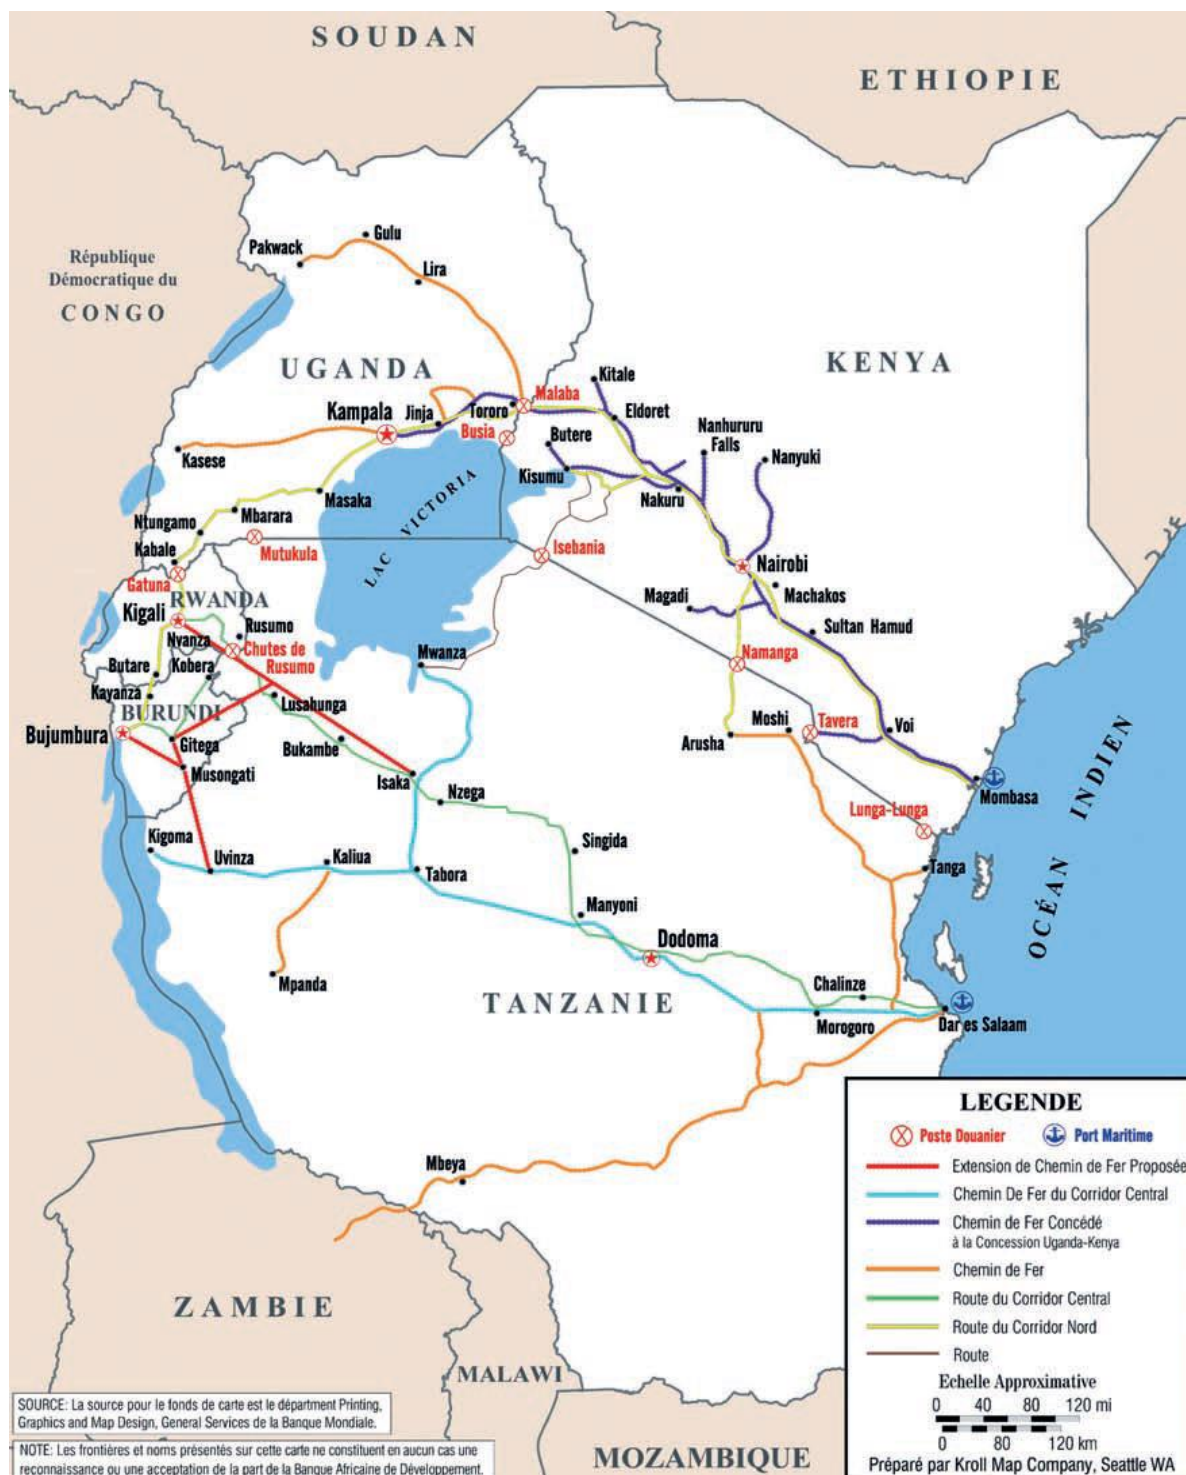 SOUDAN
ETHIOPIE
République
Démocratique du
CONGO
Gulu
Pakwack
Lira
UGANDA
KENYA
Kitale
Malaba
Kampala
Jinja
Tororo
Eldoret
Busia
Butere
Nanhururu
Falls
Nanyuki
Kasese
Kisumu
Nakuru
Masaka
LAC VICTORIA
Mbarara
Ntungamo
Mutukula
Isebania
Kabale
Gatuna
Nairobi
RWANDA
Kigali
Machakos
Magadi
Rusumo
Nyanza
Sultan Hamud
Chutes de
Rusumo
Mwanza
Namanga
Butare
Kobera
Kayanza
Lusahunga
BURUNDI
Bujumbura
Gitega
Bukambe
Moshi
Tavera
Voi
Arusha
Musongati
Isaka
Nzega
Mombasa
OCÉAN INDIEN
Lunga-Lunga
Kigoma
Uvinza
Kaliua
Tabora
Singida
Tanga
Manyoni
Dodoma
Mpanda
TANZANIE
Chalinze
Morogoro
Dar es Salaam
Mbeya
ZAMBIE
MALAWI
MOZAMBIQUE
LEGENDE
Poste Douanier
Port Maritime
Extension de Chemin de Fer Proposée
Chemin De Fer du Corridor Central
Chemin de Fer Concédé
à la Concession Uganda-Kenya
Chemin de Fer
Route du Corridor Central
Route du Corridor Nord
Route
Echelle Approximative
0 40 80 120 mi
0 80 120 km
Préparé par Kroll Map Company, Seattle WA
SOURCE: La source pour le fonds de carte est le départment Printing,
Graphics and Map Design, General Services de la Banque Mondiale.
NOTE: Les frontières et noms présentés sur cette carte ne constituent en aucun cas une
reconnaissance ou une acceptation de la part de la Banque Africaine de Développement.